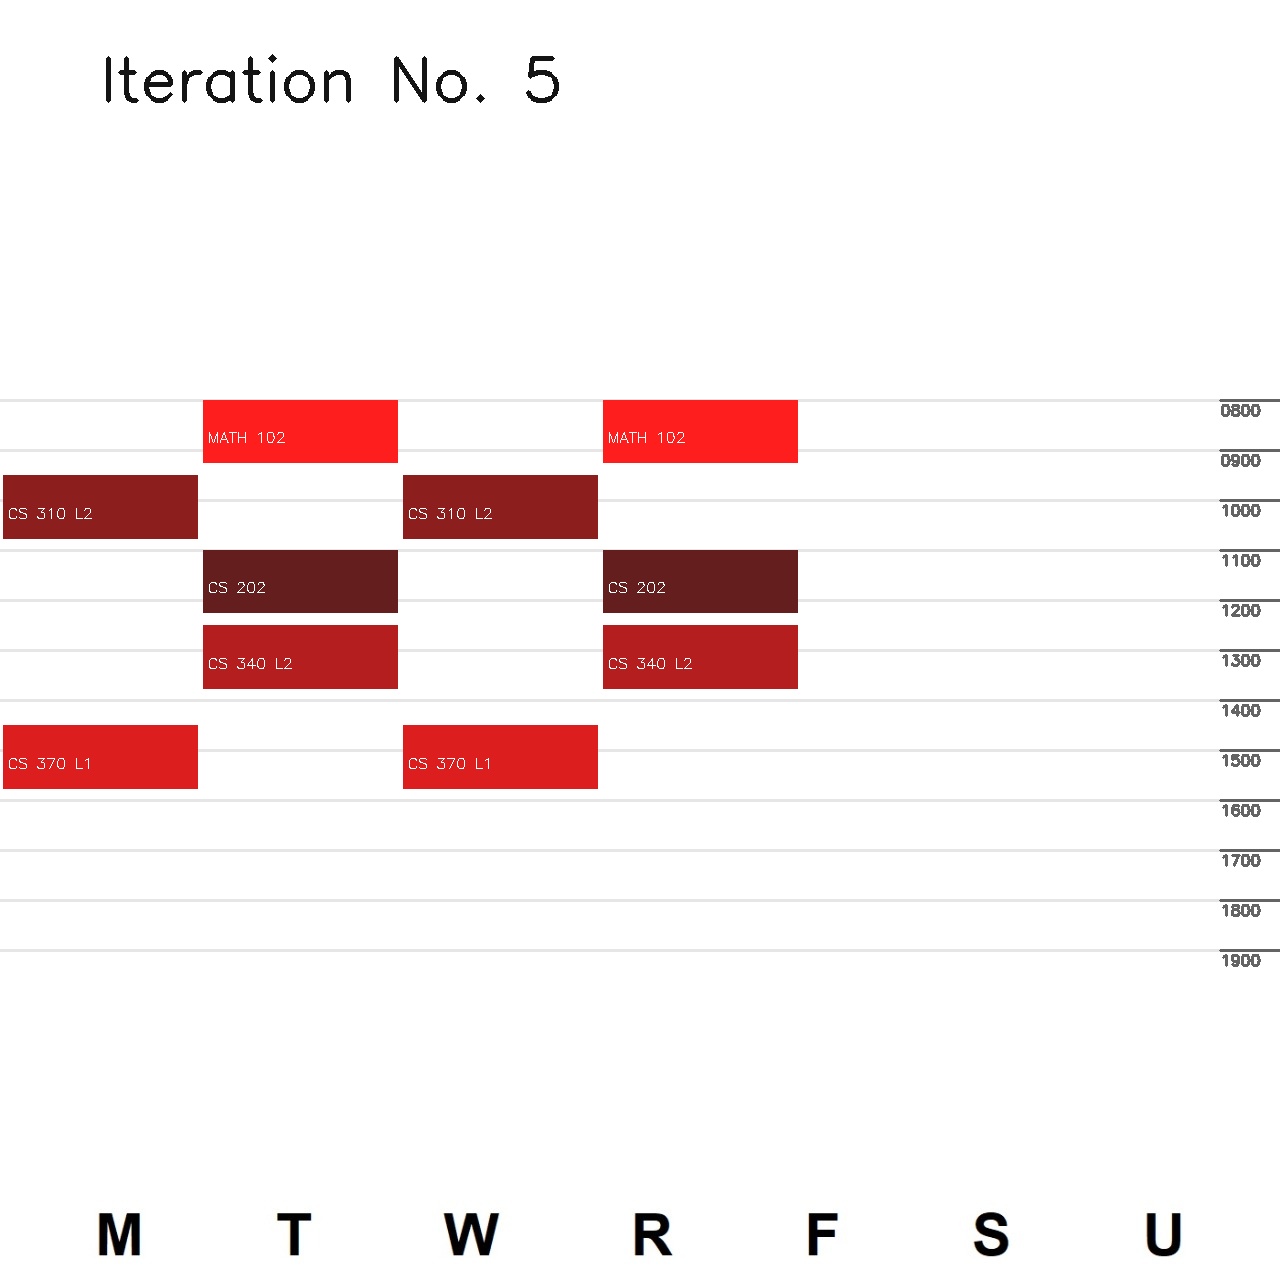 Iteration No. 5
0800
MATH 102 MATH 102
0900
CS 310 L2 CS 310 L2
1000
1100
CS 202 CS 202
1200
CS 340 L2 CS 340 L2
1300
1400
CS 370 L1 CS 370 L1
1500
1600
1700
1800
1900
M T W R F S U